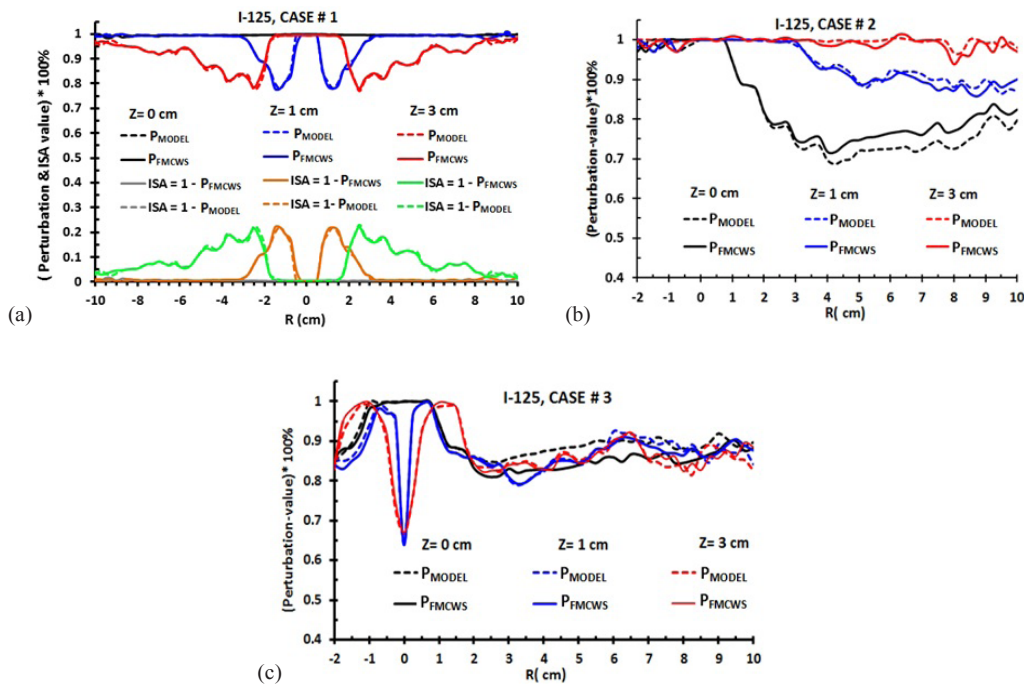 I-125, CASE # 1
( Perturbation & ISA value) * 100%
1
0.9
0.8
0.7
0.6
0.5
0.4
0.3
0.2
0.1
0
Z= 0 cm Z= 1 cm Z= 3 cm
PMODEL PMODEL PMODEL
PFMCWS PFMCWS PFMCWS
ISA = 1 - PFMCWS ISA = 1 - PFMCWS ISA = 1 - PFMCWS
ISA = 1 - PMODEL ISA = 1- PMODEL ISA = 1- PMODEL
-10 -8 -6 -4 -2 0 2 4 6 8 10
R (cm)
(a)
I-125, CASE # 2
(Perturbation-value)*100%
1
0.9
0.8
0.7
0.6
0.5
0.4
Z= 0 cm Z= 1 cm Z= 3 cm
PMODEL PMODEL PMODEL
PFMCWS PFMCWS PFMCWS
-2 -1 0 1 2 3 4 5 6 7 8 9 10
R( cm)
(b)
I-125, CASE # 3
(Perturbation-value)* 100%
1
0.9
0.8
0.7
0.6
0.5
0.4
Z= 0 cm Z= 1 cm Z= 3 cm
PMODEL PMODEL PMODEL
PFMCWS PFMCWS PFMCWS
-2 -1 0 1 2 3 4 5 6 7 8 9 10
R( cm)
(c)